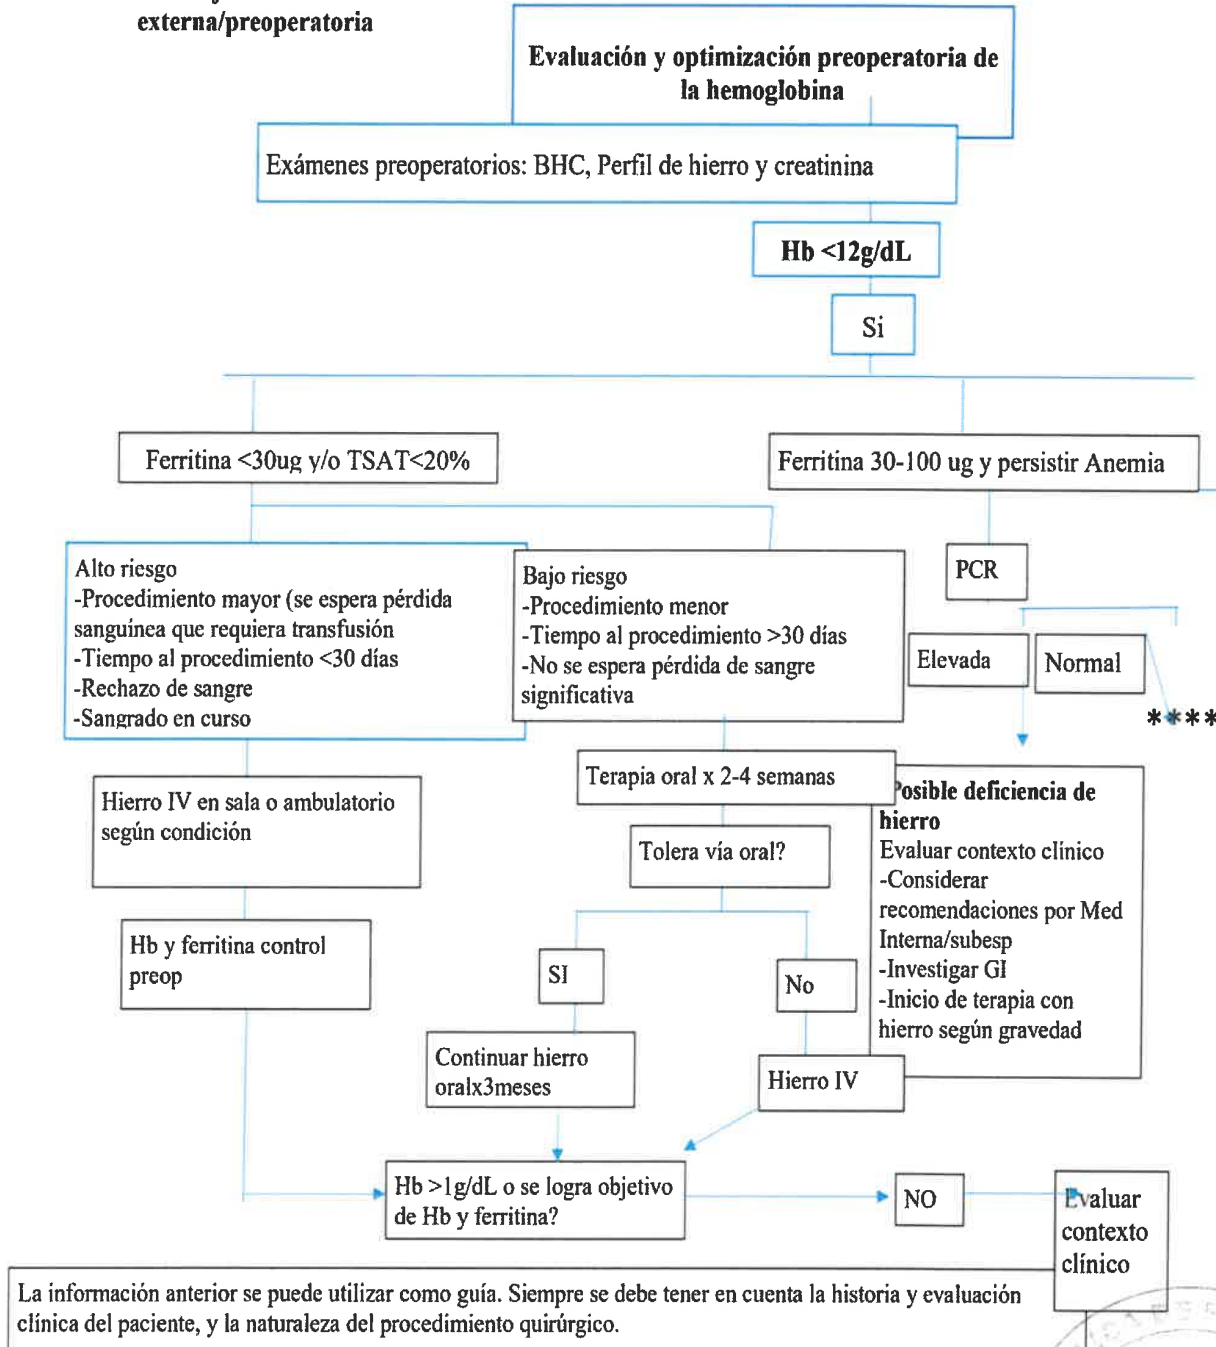 externa/preoperatoria
Evaluación y optimización preoperatoria de
la hemoglobina
Exámenes preoperatorios: BHC, Perfil de hierro y creatinina
Hb <12g/dL
Si
Ferritina <30ug y/o TSAT<20%
Ferritina 30-100 ug y persistir Anemia
Alto riesgo
-Procedimiento mayor (se espera pérdida
sanguínea que requiera transfusión
-Tiempo al procedimiento <30 días
-Rechazo de sangre
-Sangrado en curso
Bajo riesgo
-Procedimiento menor
-Tiempo al procedimiento >30 días
-No se espera pérdida de sangre
significativa
PCR
Elevada
Normal
****
Hierro IV en sala o ambulatorio
según condición
Terapia oral x 2-4 semanas
Tolera vía oral?
Posible deficiencia de
hierro
Evaluar contexto clínico
-Considerar
recomendaciones por Med
Interna/subesp
-Investigar GI
-Inicio de terapia con
hierro según gravedad
Hb y ferritina control
preop
SI
No
Continuar hierro
oralx3meses
Hierro IV
Hb >1g/dL o se logra objetivo
de Hb y ferritina?
NO
Evaluar
contexto
clínico
La información anterior se puede utilizar como guía. Siempre se debe tener en cuenta la historia y evaluación
clínica del paciente, y la naturaleza del procedimiento quirúrgico.